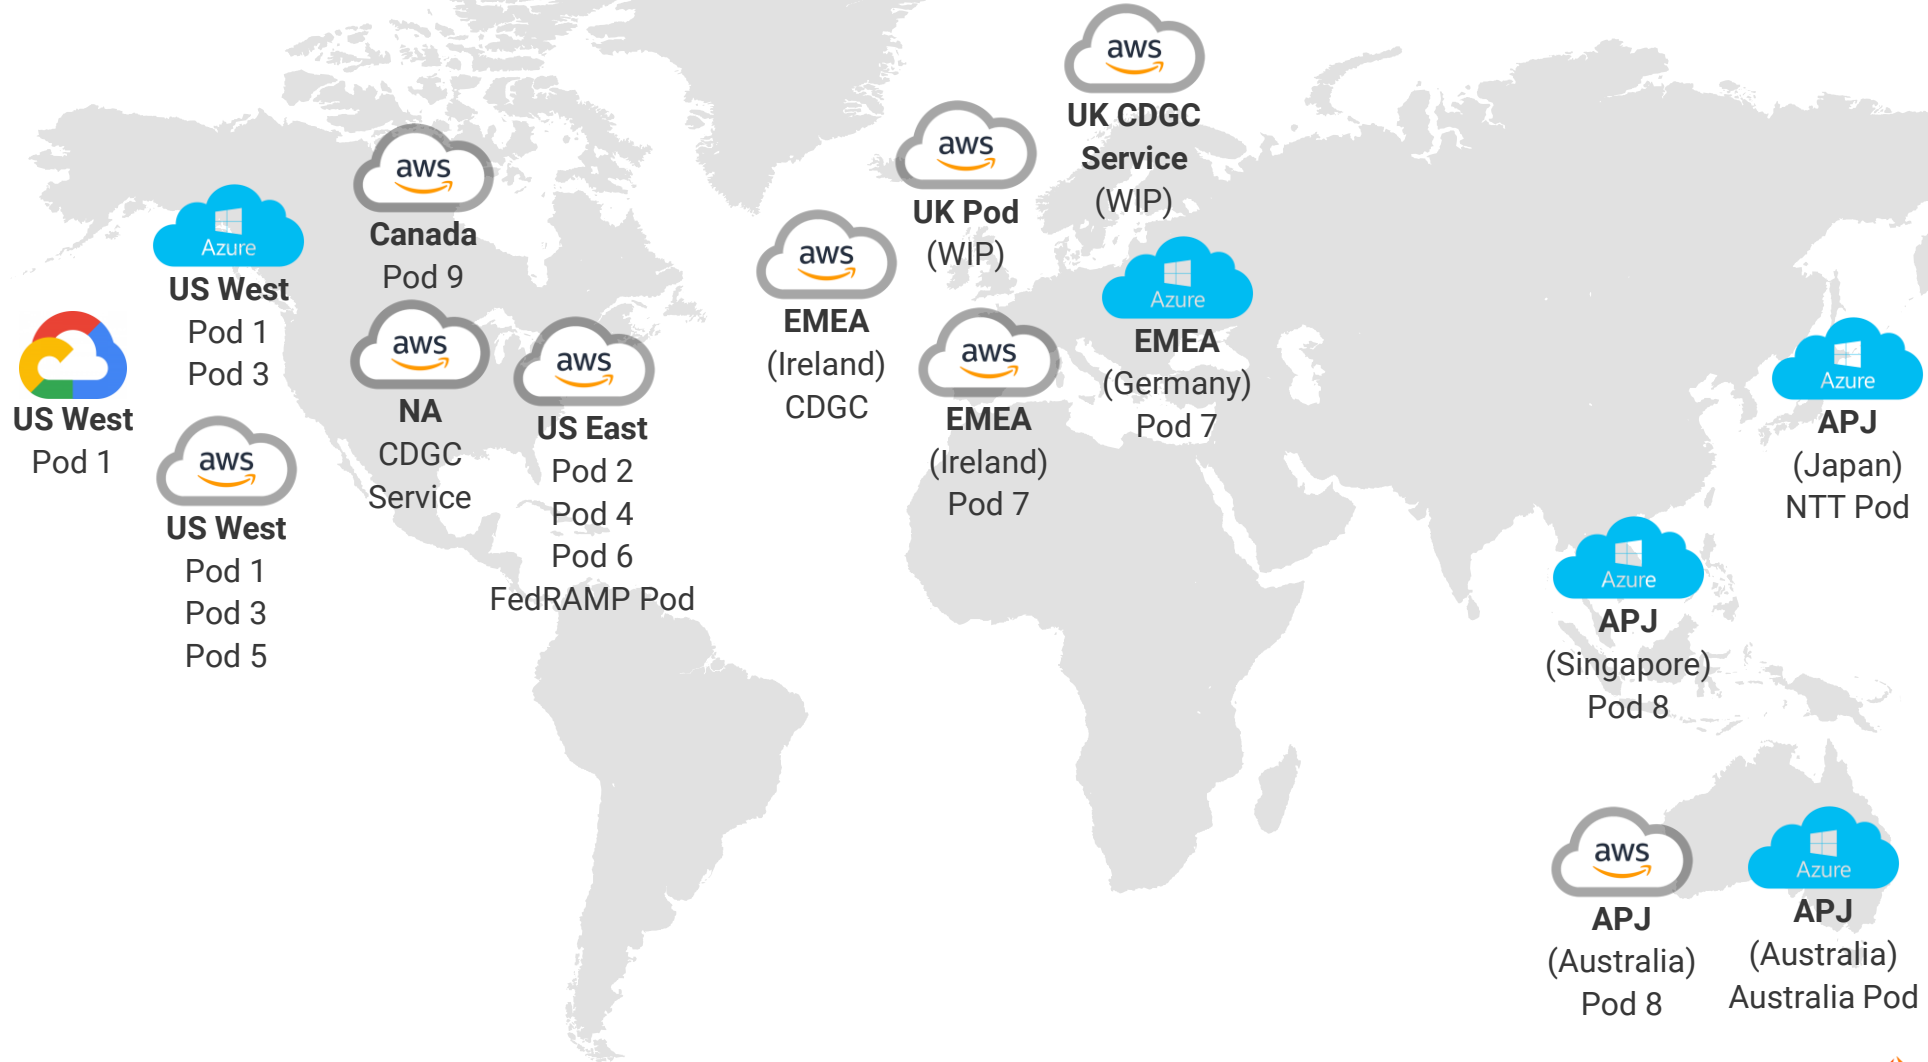 aws
UK CDGC
Service
(WIP)
aws
UK Pod
(WIP)
aws
Canada
Pod 9
Azure
US West
Pod 1
Pod 3
aws
EMEA
(Ireland)
CDGC
Azure
EMEA
(Germany)
Pod 7
US West
Pod 1
aws
NA
CDGC
Service
aws
US East
Pod 2
Pod 4
Pod 6
FedRAMP Pod
aws
EMEA
(Ireland)
Pod 7
Azure
APJ
(Japan)
NTT Pod
aws
US West
Pod 1
Pod 3
Pod 5
Azure
APJ
(Singapore)
Pod 8
aws
APJ
(Australia)
Pod 8
Azure
APJ
(Australia)
Australia Pod